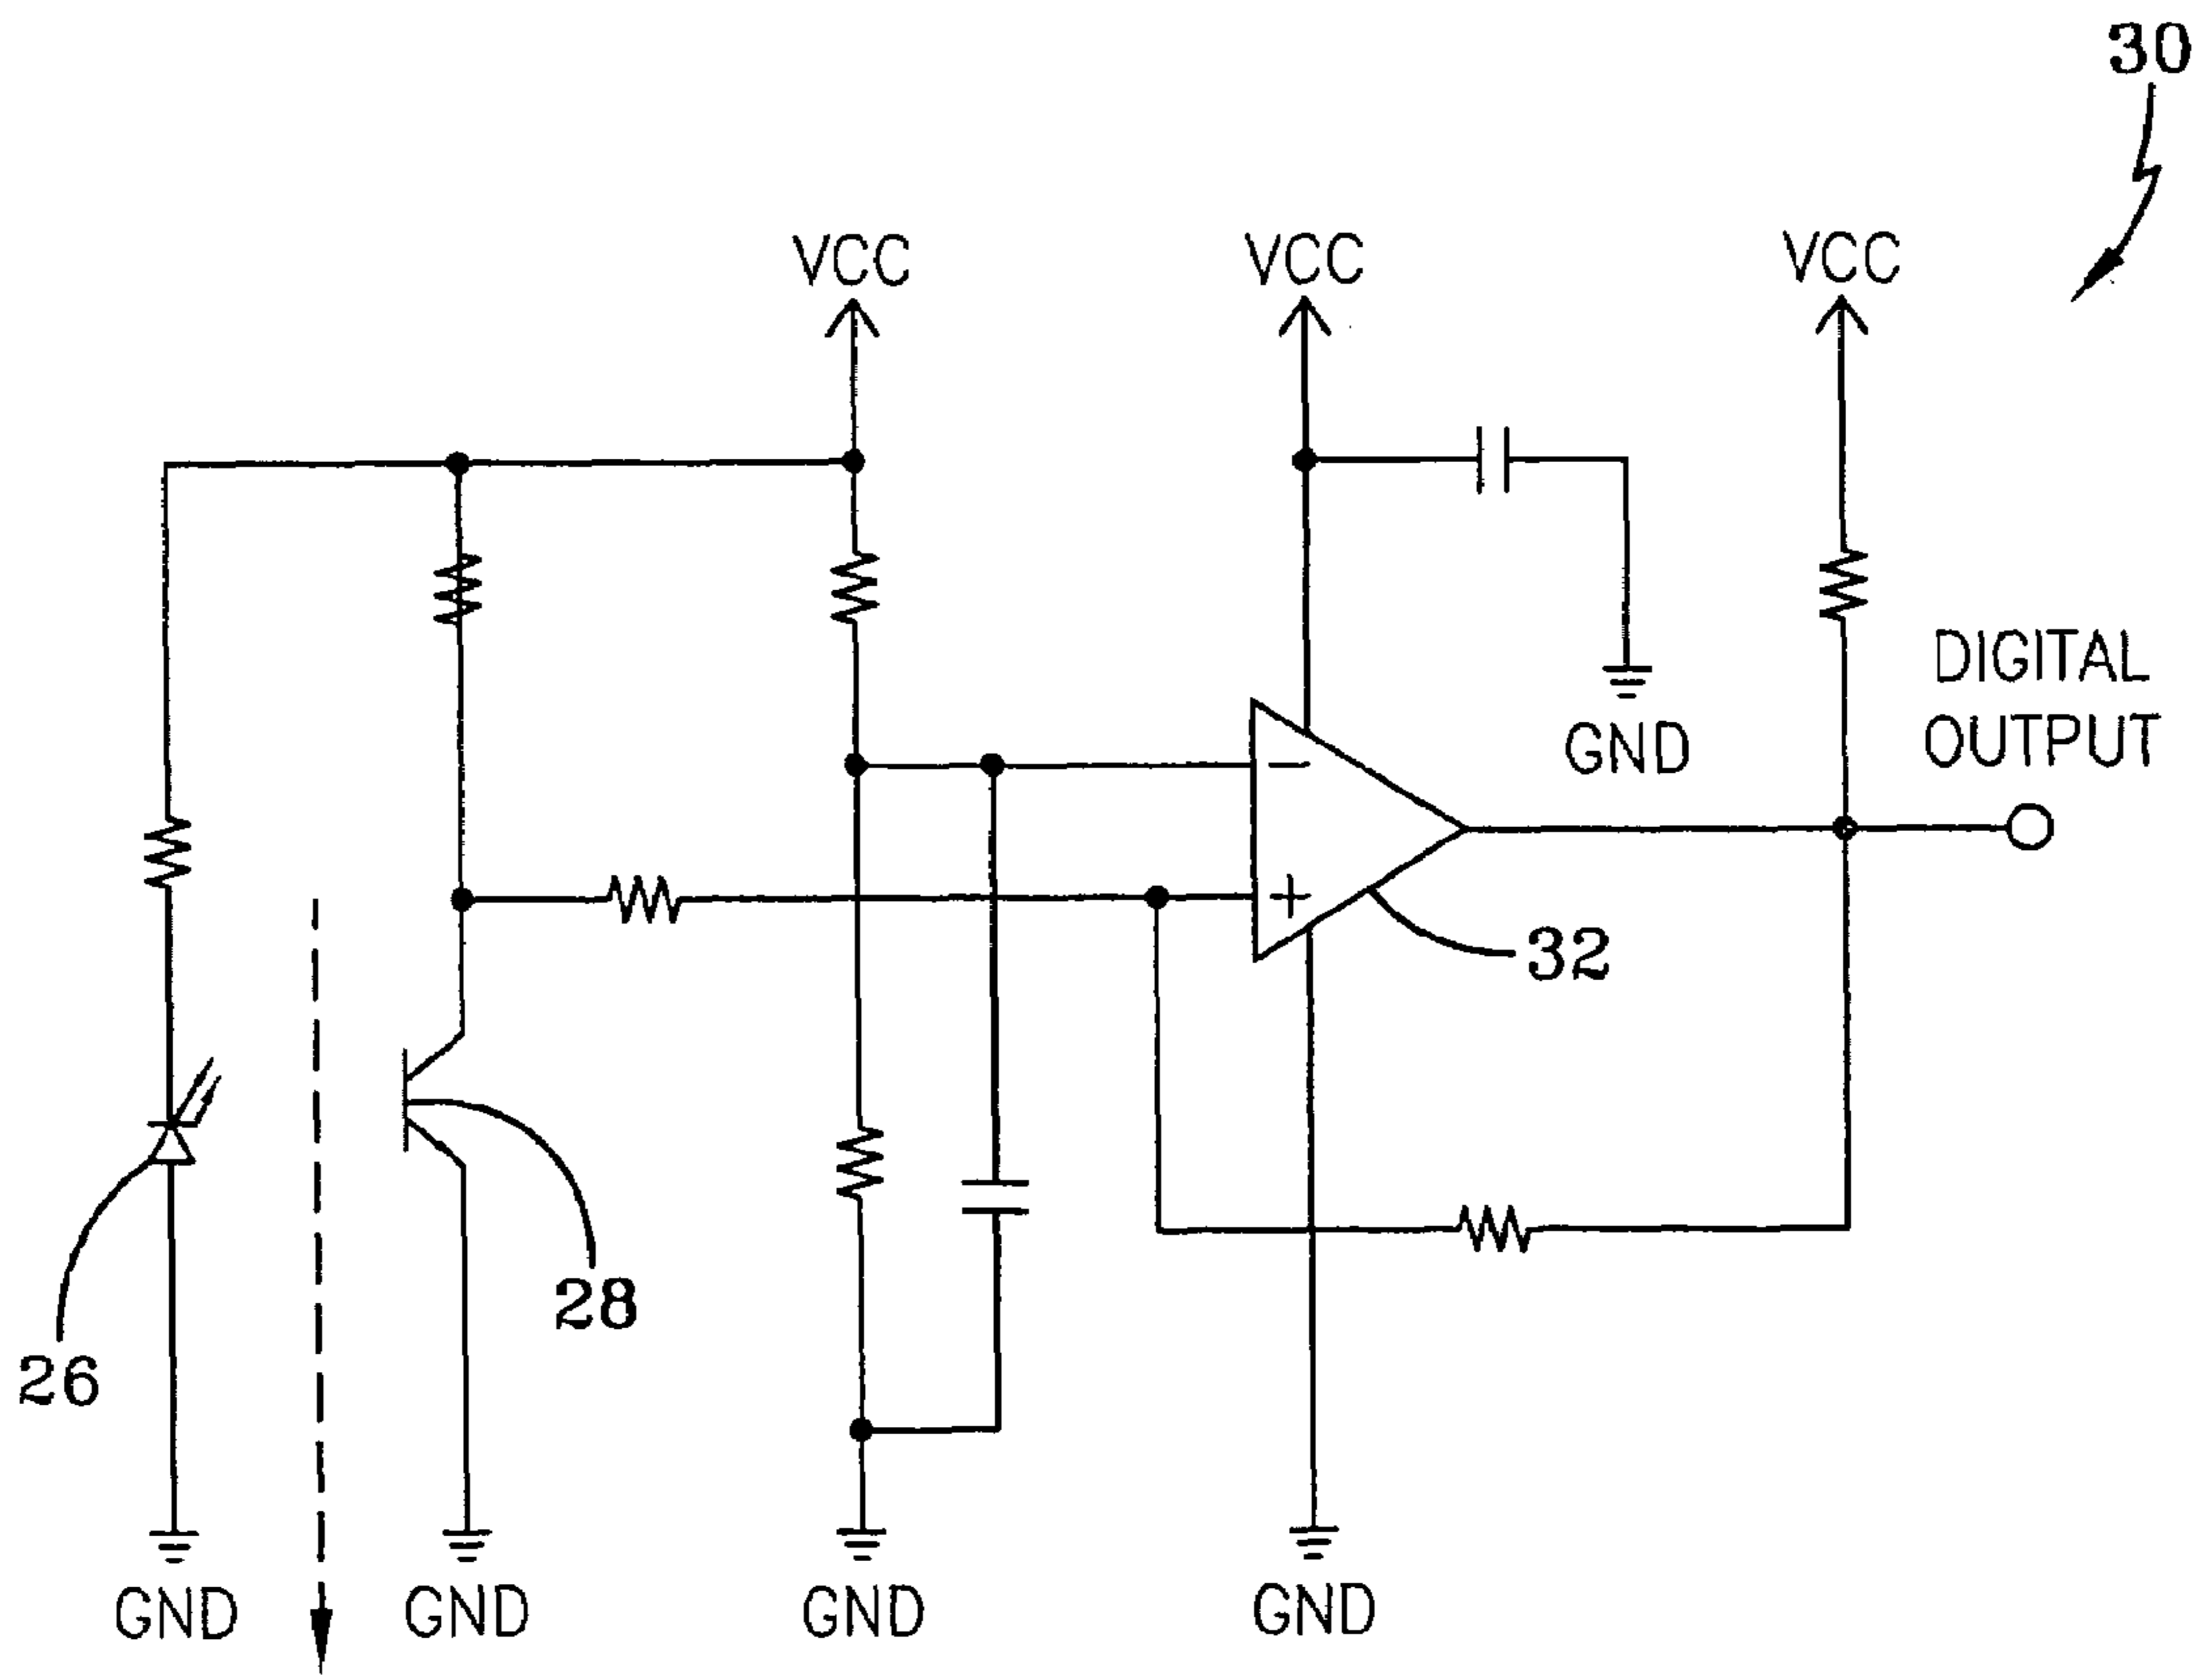 30
VCC
VCC
VCC
DIGITAL
OUTPUT
GND
32
28
26
GND
GND
GND
GND